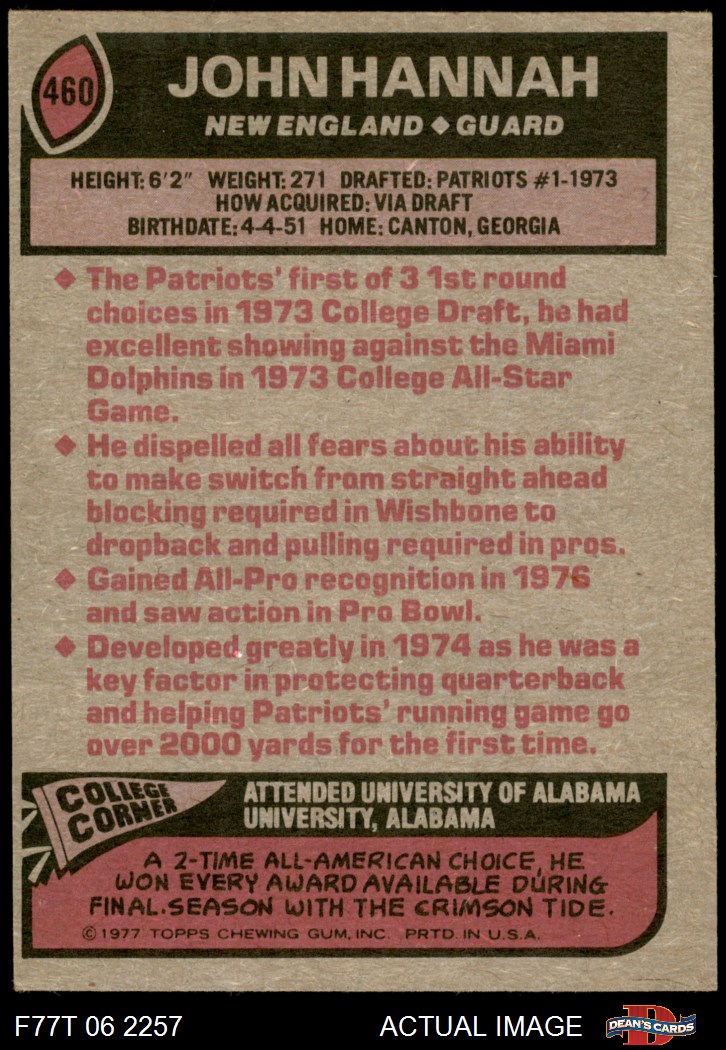 460
JOHN HANNAH
NEW ENGLAND ◆ GUARD
HEIGHT: 6'2" WEIGHT: 271 DRAFTED: PATRIOTS #1-1973
HOW ACQUIRED: VIA DRAFT
BIRTHDATE: 4-4-51 HOME: CANTON, GEORGIA
◆ The Patriots' first of 3 1st round
choices in 1973 College Draft, he had
excellent showing against the Miami
Dolphins in 1973 College All-Star
Game.
◆ He dispelled all fears about his ability
to make switch from straight ahead
blocking required in Wishbone to
dropback and pulling required in pros.
◆ Gained All-Pro recognition in 1976
and saw action in Pro Bowl.
◆ Developed greatly in 1974 as he was a
key factor in protecting quarterback
and helping Patriots' running game go
over 2000 yards for the first time.
COLLEGE
CORNER
ATTENDED UNIVERSITY OF ALABAMA
UNIVERSITY, ALABAMA
A 2-TIME ALL-AMERICAN CHOICE, HE
WON EVERY AWARD AVAILABLE DURING
FINAL SEASON WITH THE CRIMSON TIDE.
© 1977 TOPPS CHEWING GUM, INC. PRTD. IN U.S.A.
F77T 06 2257
ACTUAL IMAGE
D
DEAN'S CARDS